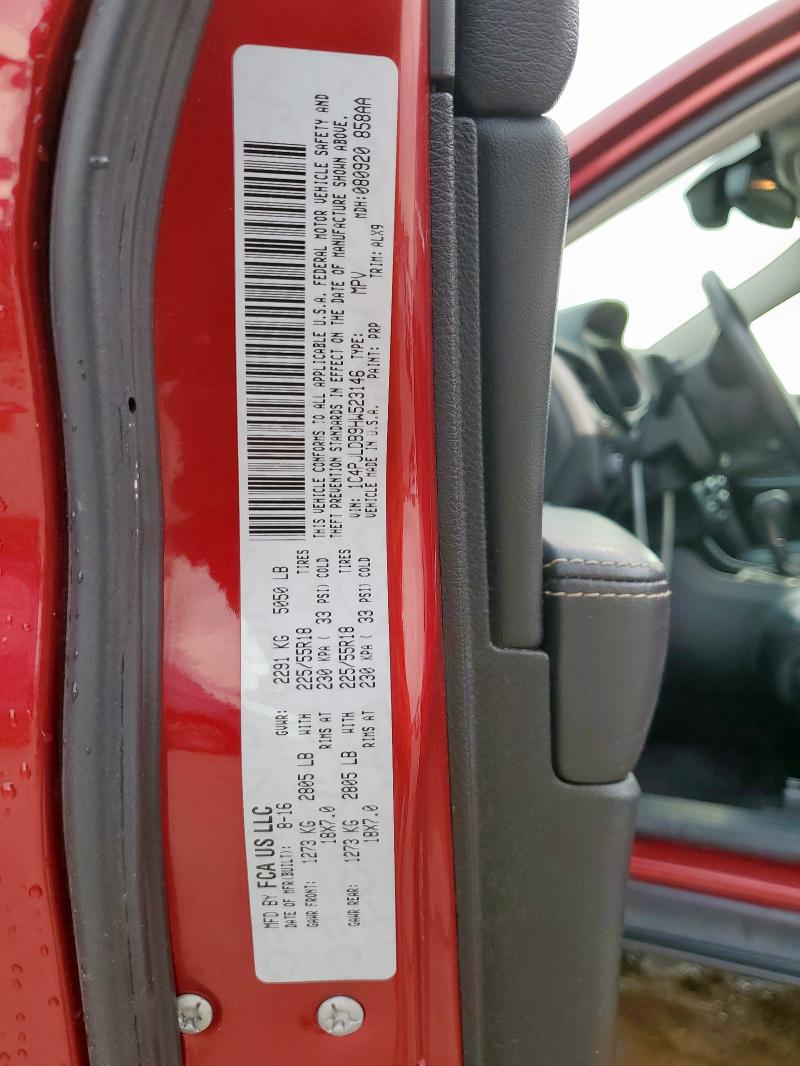 MFD BY FCA US LLC
DATE OF MFR(BUILT): 8-16 GVWR: 2291 KG 5050 LB
GAWR FRONT: 1273 KG 2805 LB WITH 225/55R18 TIRES
18X7.0 RIMS AT 230 KPA ( 33 PSI) COLD
GAWR REAR: 1273 KG 2805 LB WITH 225/55R18 TIRES
18X7.0 RIMS AT 230 KPA ( 33 PSI) COLD
THIS VEHICLE CONFORMS TO ALL APPLICABLE U.S.A. FEDERAL MOTOR VEHICLE SAFETY AND
THEFT PREVENTION STANDARDS IN EFFECT ON THE DATE OF MANUFACTURE SHOWN ABOVE.
VIN: 1C4PJLDB9HW523146 TYPE: MPV MDH:080920 858AA
VEHICLE MADE IN U.S.A. PAINT: PRP TRIM: ALX9